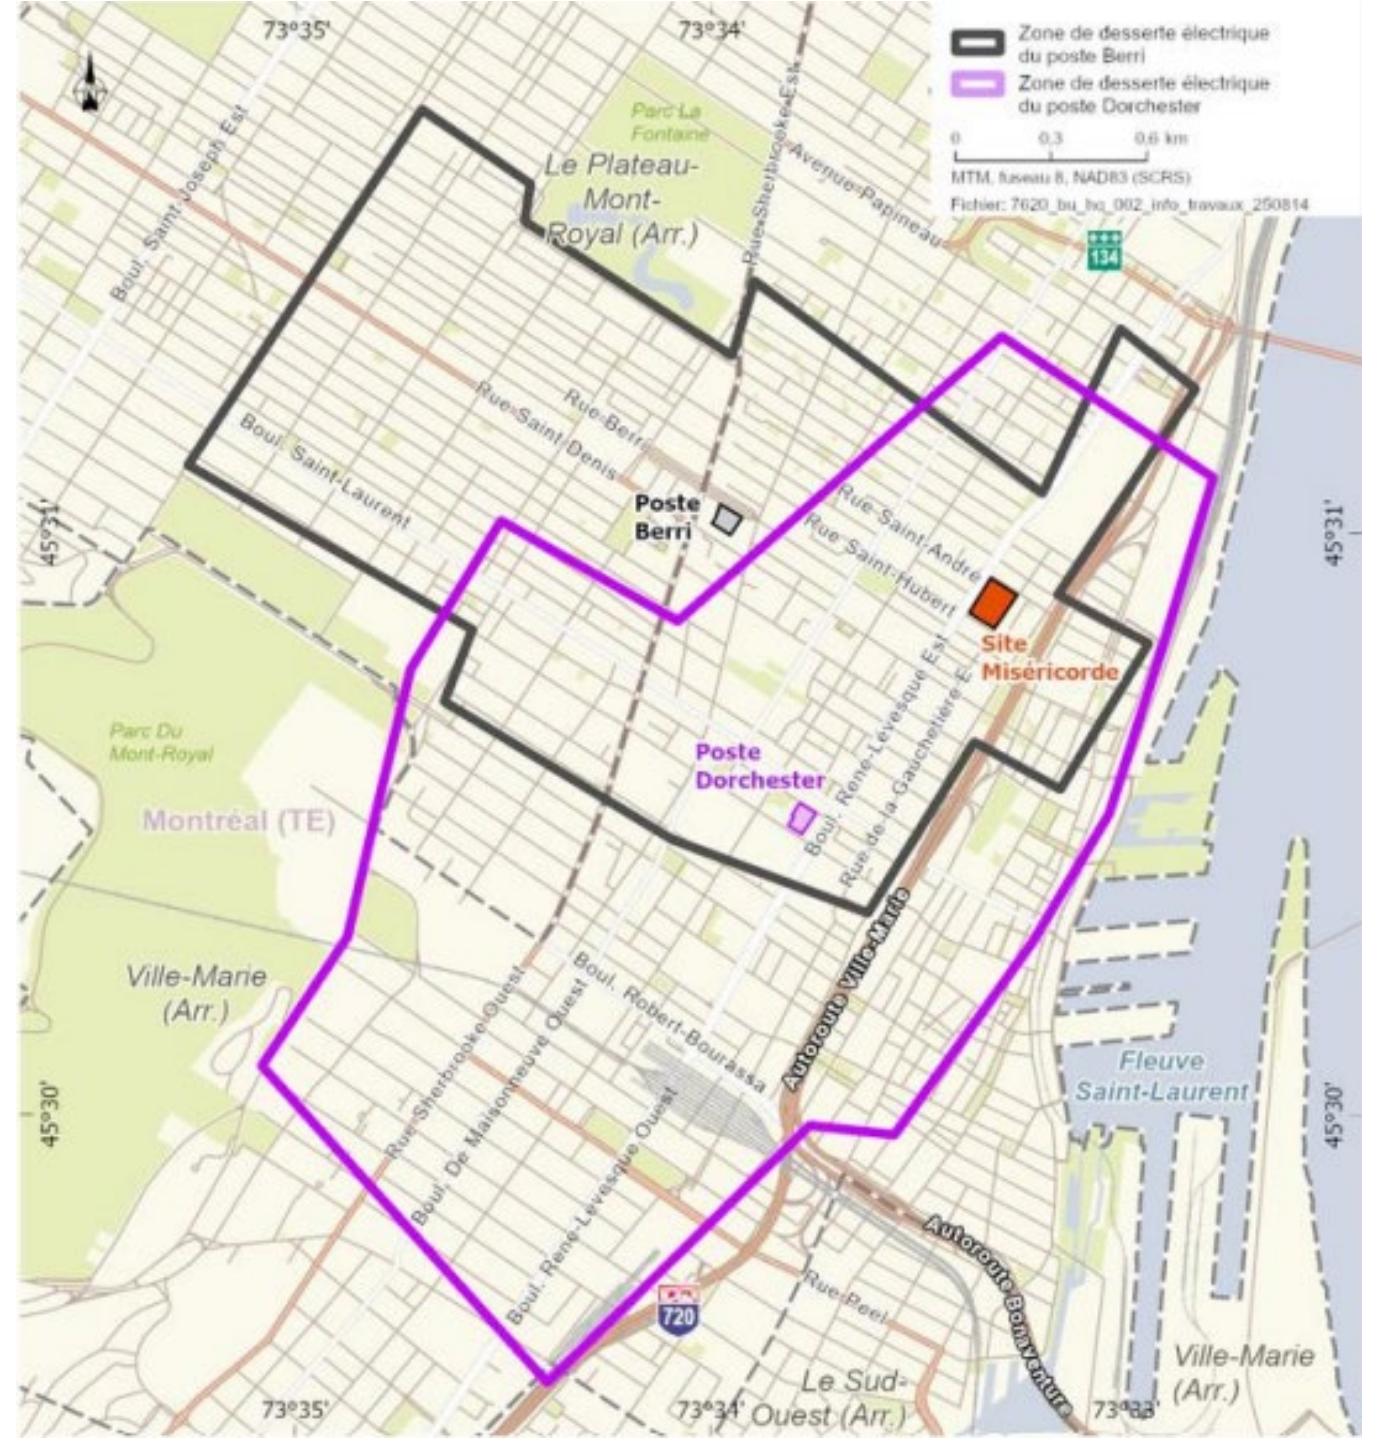 73°35'
73°34'
Zone de desserte électrique
du poste Berri
Zone de desserte électrique
du poste Dorchester
0 0,3 0,6 km
MTM, fuseau 8, NAD83 (SCRS)
Fichier: 7620_bu_hq_002_info_travaux_250814
Boul. Saint-Joseph Est
Parc La
Fontaine
Rue Sherbrooke Est
Avenue Papineau
Le Plateau-
Mont-
Royal (Arr.)
134
Rue Berri
Rue Saint-Denis
Boul. Saint-Laurent
Poste
Berri
Rue Saint-André
Rue Saint-Hubert
45°31'
45°31'
Site
Miséricorde
Parc Du
Mont-Royal
Montréal (TE)
Poste
Dorchester
Boul. René-Lévesque Est
Rue de la Gauchetière E
Ville-Marie
(Arr.)
Boul. Robert-Bourassa
Autoroute Ville-Marie
Rue Sherbrooke Ouest
Boul. De Maisonneuve Ouest
Boul. René-Lévesque Ouest
Fleuve
Saint-Laurent
45°30'
45°30'
Autoroute Bonaventure
Rue Peel
720
Le Sud-
Ouest (Arr.)
Ville-Marie
(Arr.)
73°35'
73°34'
73°33'